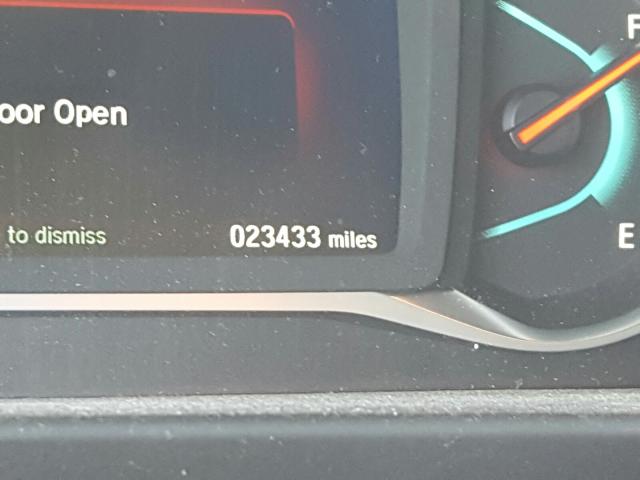 oor Open
to dismiss
023433 miles
F
E